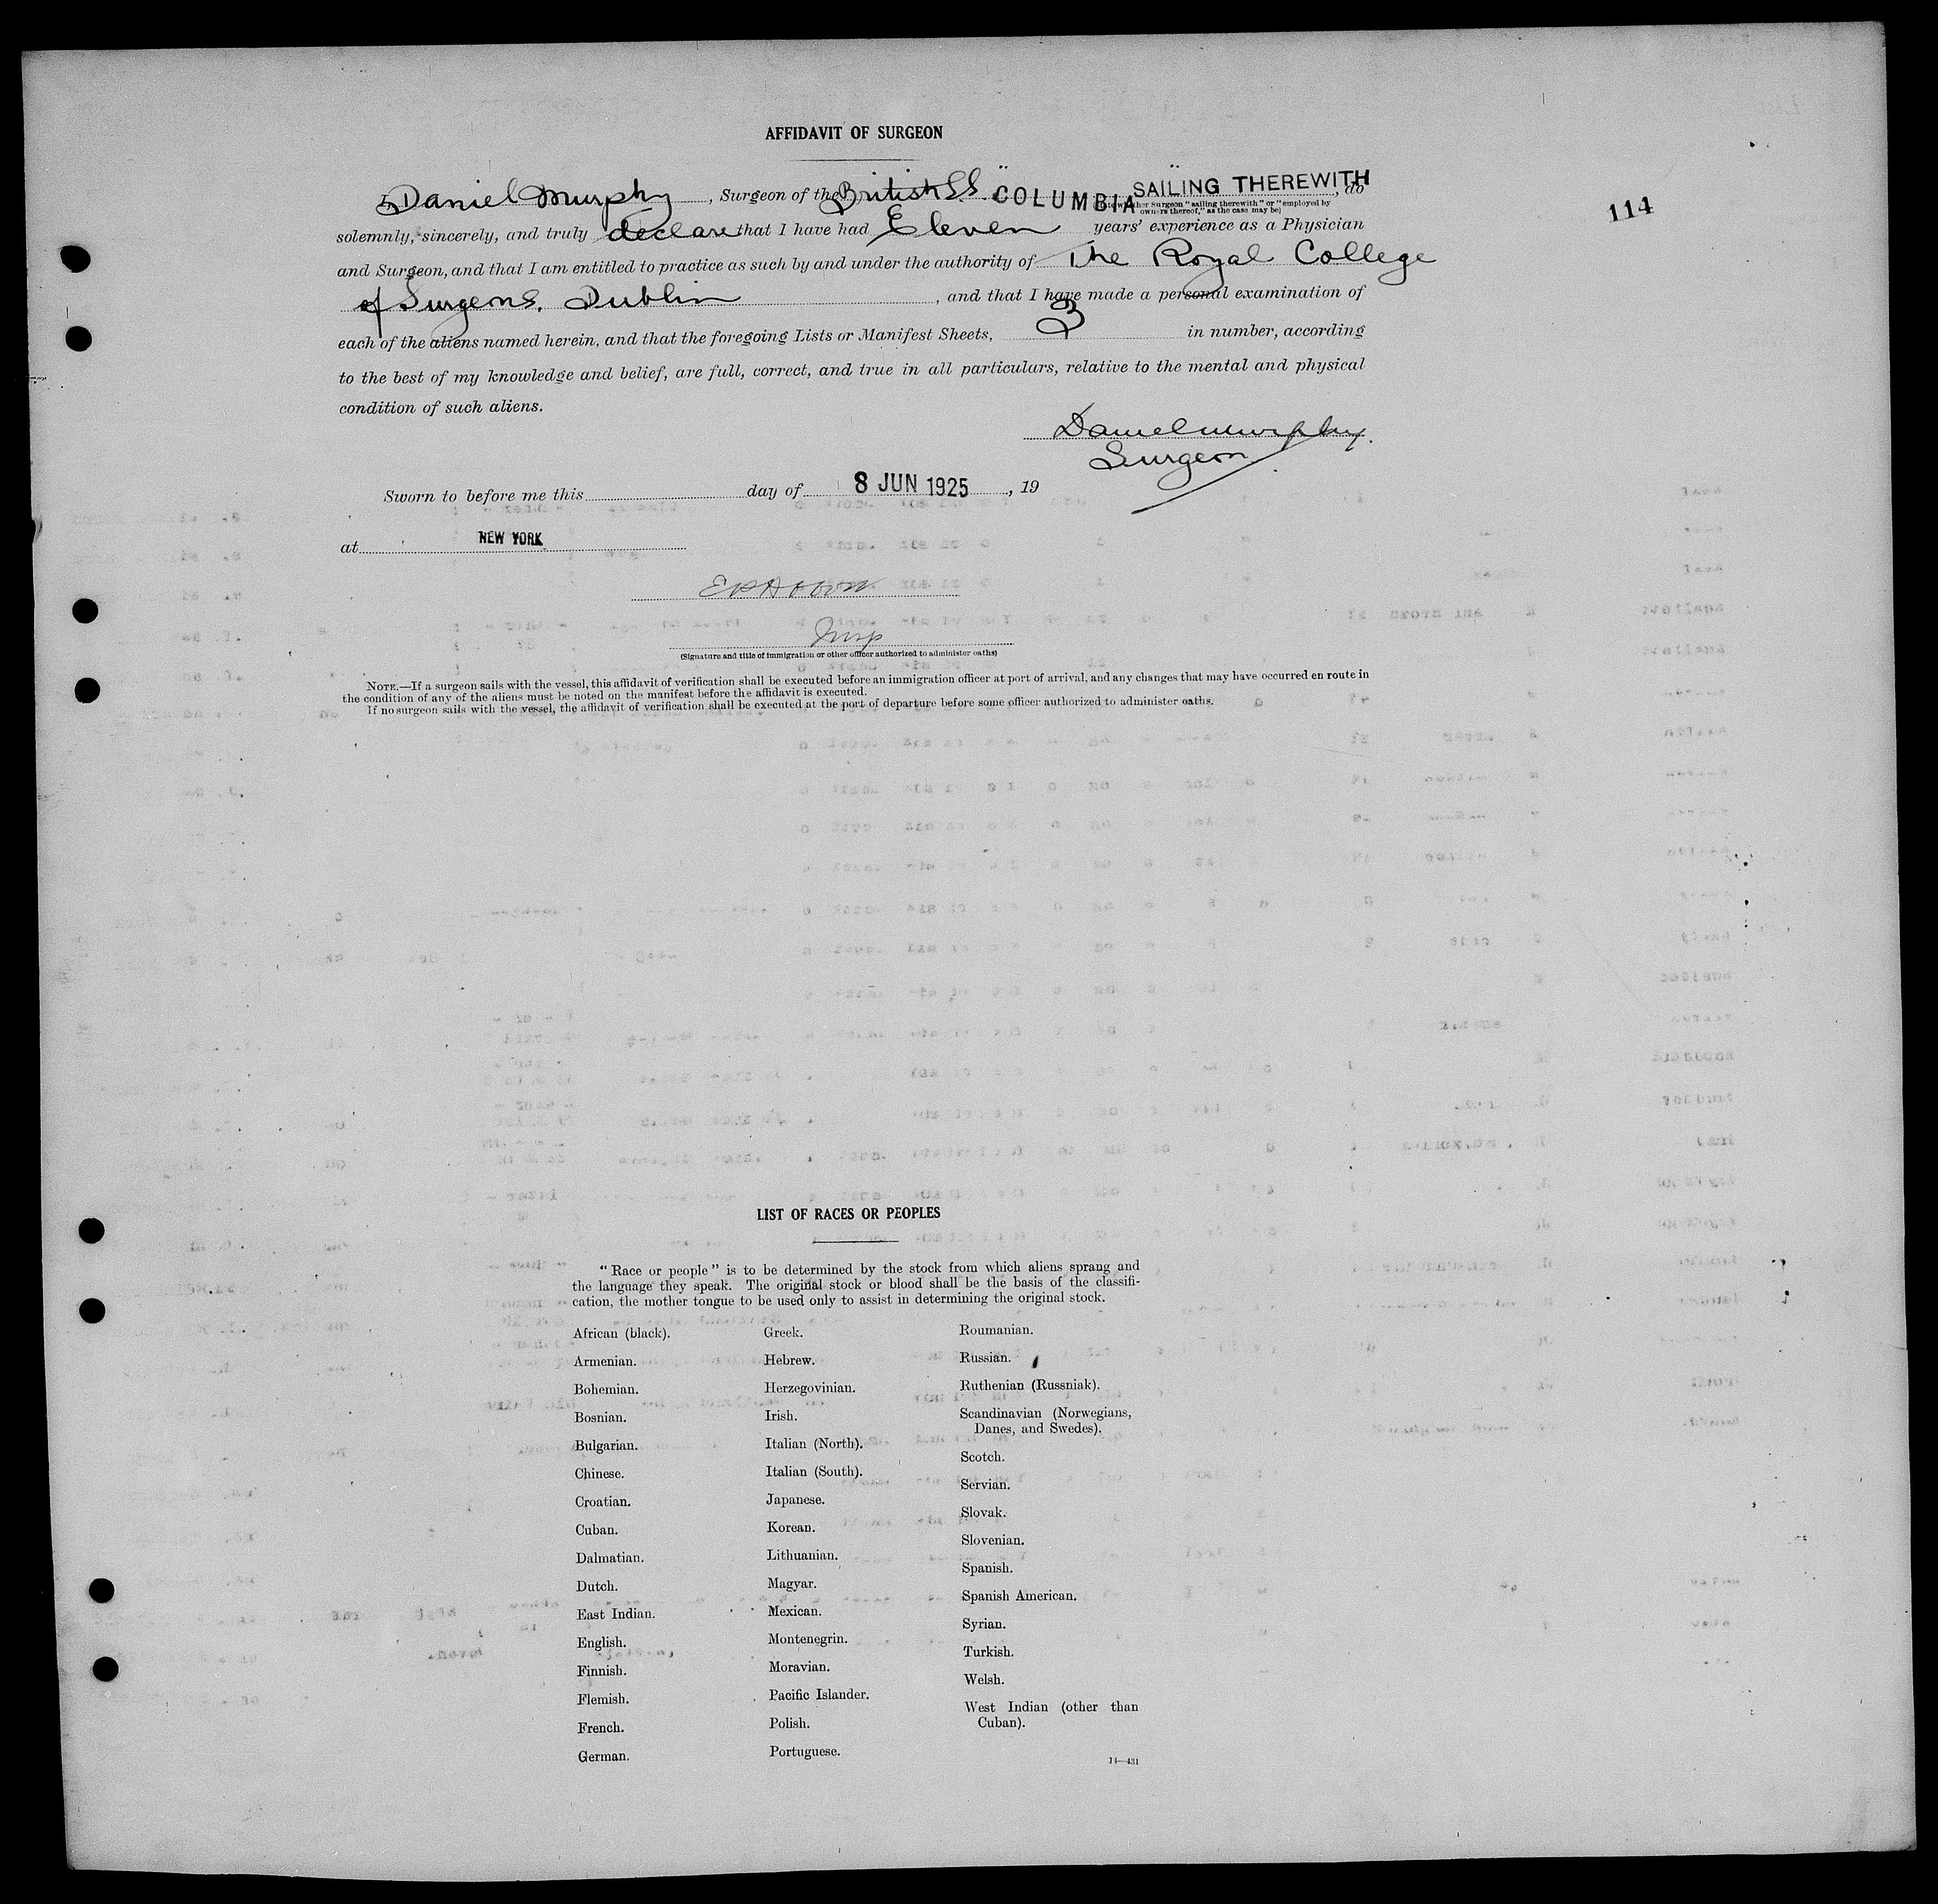 AFFIDAVIT OF SURGEON
114
I, Daniel Murphy, Surgeon of the British SS. "COLUMBIA" SAILING THEREWITH, do
owners thereof," as the case may be)
solemnly, sincerely, and truly declare that I have had Eleven years' experience as a Physician
and Surgeon, and that I am entitled to practice as such by and under the authority of The Royal College
of Surgeons. Dublin, and that I have made a personal examination of
each of the aliens named herein, and that the foregoing Lists or Manifest Sheets, 3 in number, according
to the best of my knowledge and belief, are full, correct, and true in all particulars, relative to the mental and physical
condition of such aliens.
Daniel Murphy.
Surgeon
Sworn to before me this day of 8 JUN 1925, 19
at NEW YORK
Insp
(Signature and title of immigration or other officer authorized to administer oaths)
NOTE.—If a surgeon sails with the vessel, this affidavit of verification shall be executed before an immigration officer at port of arrival, and any changes that may have occurred en route in
the condition of any of the aliens must be noted on the manifest before the affidavit is executed.
If no surgeon sails with the vessel, the affidavit of verification shall be executed at the port of departure before some officer authorized to administer oaths.
LIST OF RACES OR PEOPLES
"Race or people" is to be determined by the stock from which aliens sprang and
the language they speak. The original stock or blood shall be the basis of the classifi-
cation, the mother tongue to be used only to assist in determining the original stock.
African (black).
Armenian.
Bohemian.
Bosnian.
Bulgarian.
Chinese.
Croatian.
Cuban.
Dalmatian.
Dutch.
East Indian.
English.
Finnish.
Flemish.
French.
German.
Greek.
Hebrew.
Herzegovinian.
Irish.
Italian (North).
Italian (South).
Japanese.
Korean.
Lithuanian.
Magyar.
Mexican.
Montenegrin.
Moravian.
Pacific Islander.
Polish.
Portuguese.
Roumanian.
Russian.
Ruthenian (Russniak).
Scandinavian (Norwegians,
Danes, and Swedes).
Scotch.
Servian.
Slovak.
Slovenian.
Spanish.
Spanish American.
Syrian.
Turkish.
Welsh.
West Indian (other than
Cuban).
14—431